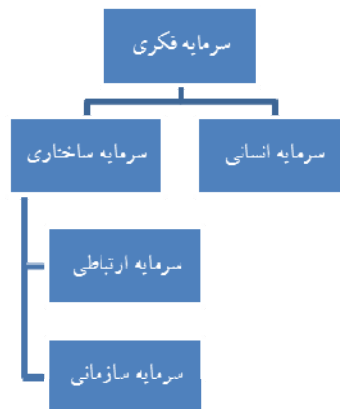 سرمایه فکری
سرمایه انسانی
سرمایه ساختاری
سرمایه ارتباطی
سرمایه سازمانی